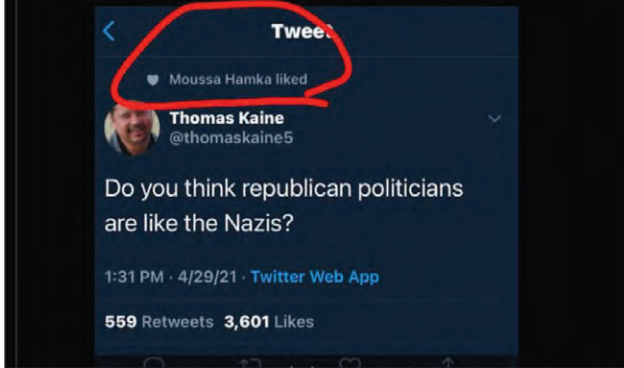 Tweet
Moussa Hamka liked
Thomas Kaine
@thomaskaine5
Do you think republican politicians
are like the Nazis?
1:31 PM · 4/29/21 · Twitter Web App
559 Retweets 3,601 Likes